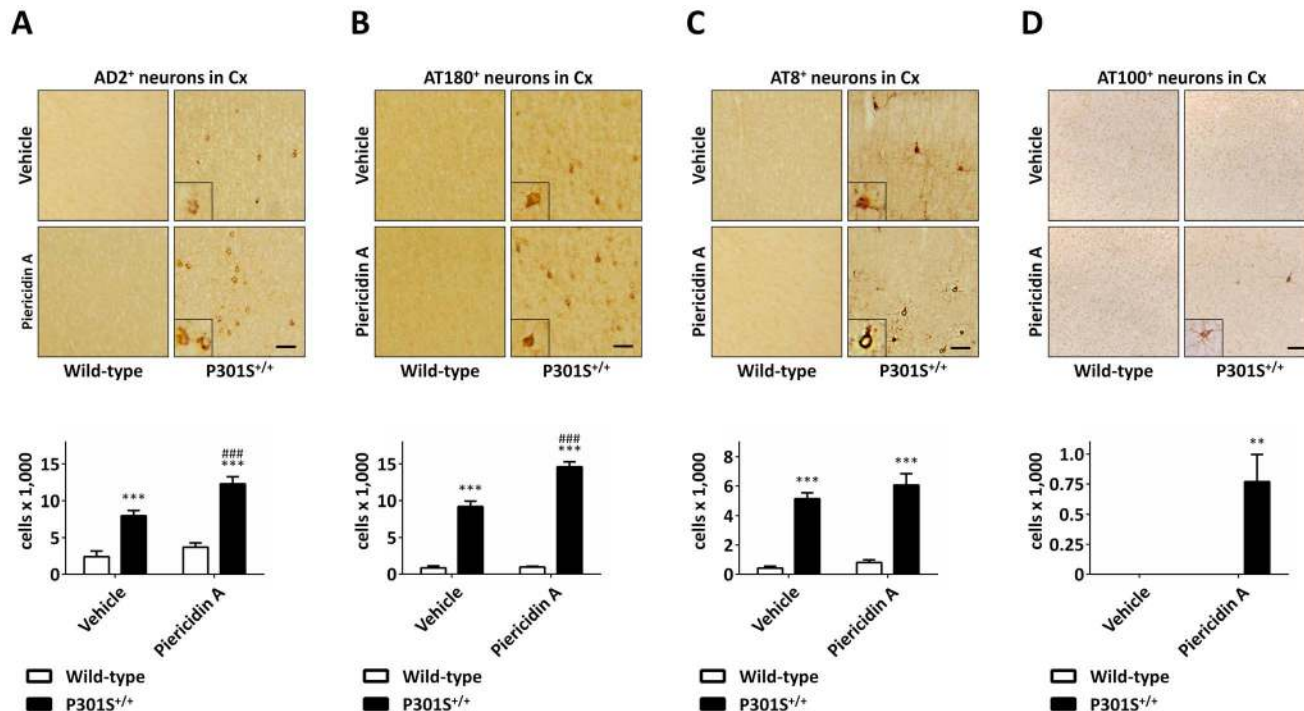 A
AD2⁺ neurons in Cx
Vehicle
Piericidin A
Wild-type
P301S⁺/⁺
cells x 1,000
15
10
5
0
***
###
***
Vehicle
Piericidin A
Wild-type
P301S⁺/⁺
B
AT180⁺ neurons in Cx
Vehicle
Piericidin A
Wild-type
P301S⁺/⁺
cells x 1,000
15
10
5
0
***
###
***
Vehicle
Piericidin A
Wild-type
P301S⁺/⁺
C
AT8⁺ neurons in Cx
Vehicle
Piericidin A
Wild-type
P301S⁺/⁺
cells x 1,000
8
6
4
2
0
***
***
Vehicle
Piericidin A
Wild-type
P301S⁺/⁺
D
AT100⁺ neurons in Cx
Vehicle
Piericidin A
Wild-type
P301S⁺/⁺
cells x 1,000
1.0
0.75
0.5
0.25
0
**
Vehicle
Piericidin A
Wild-type
P301S⁺/⁺